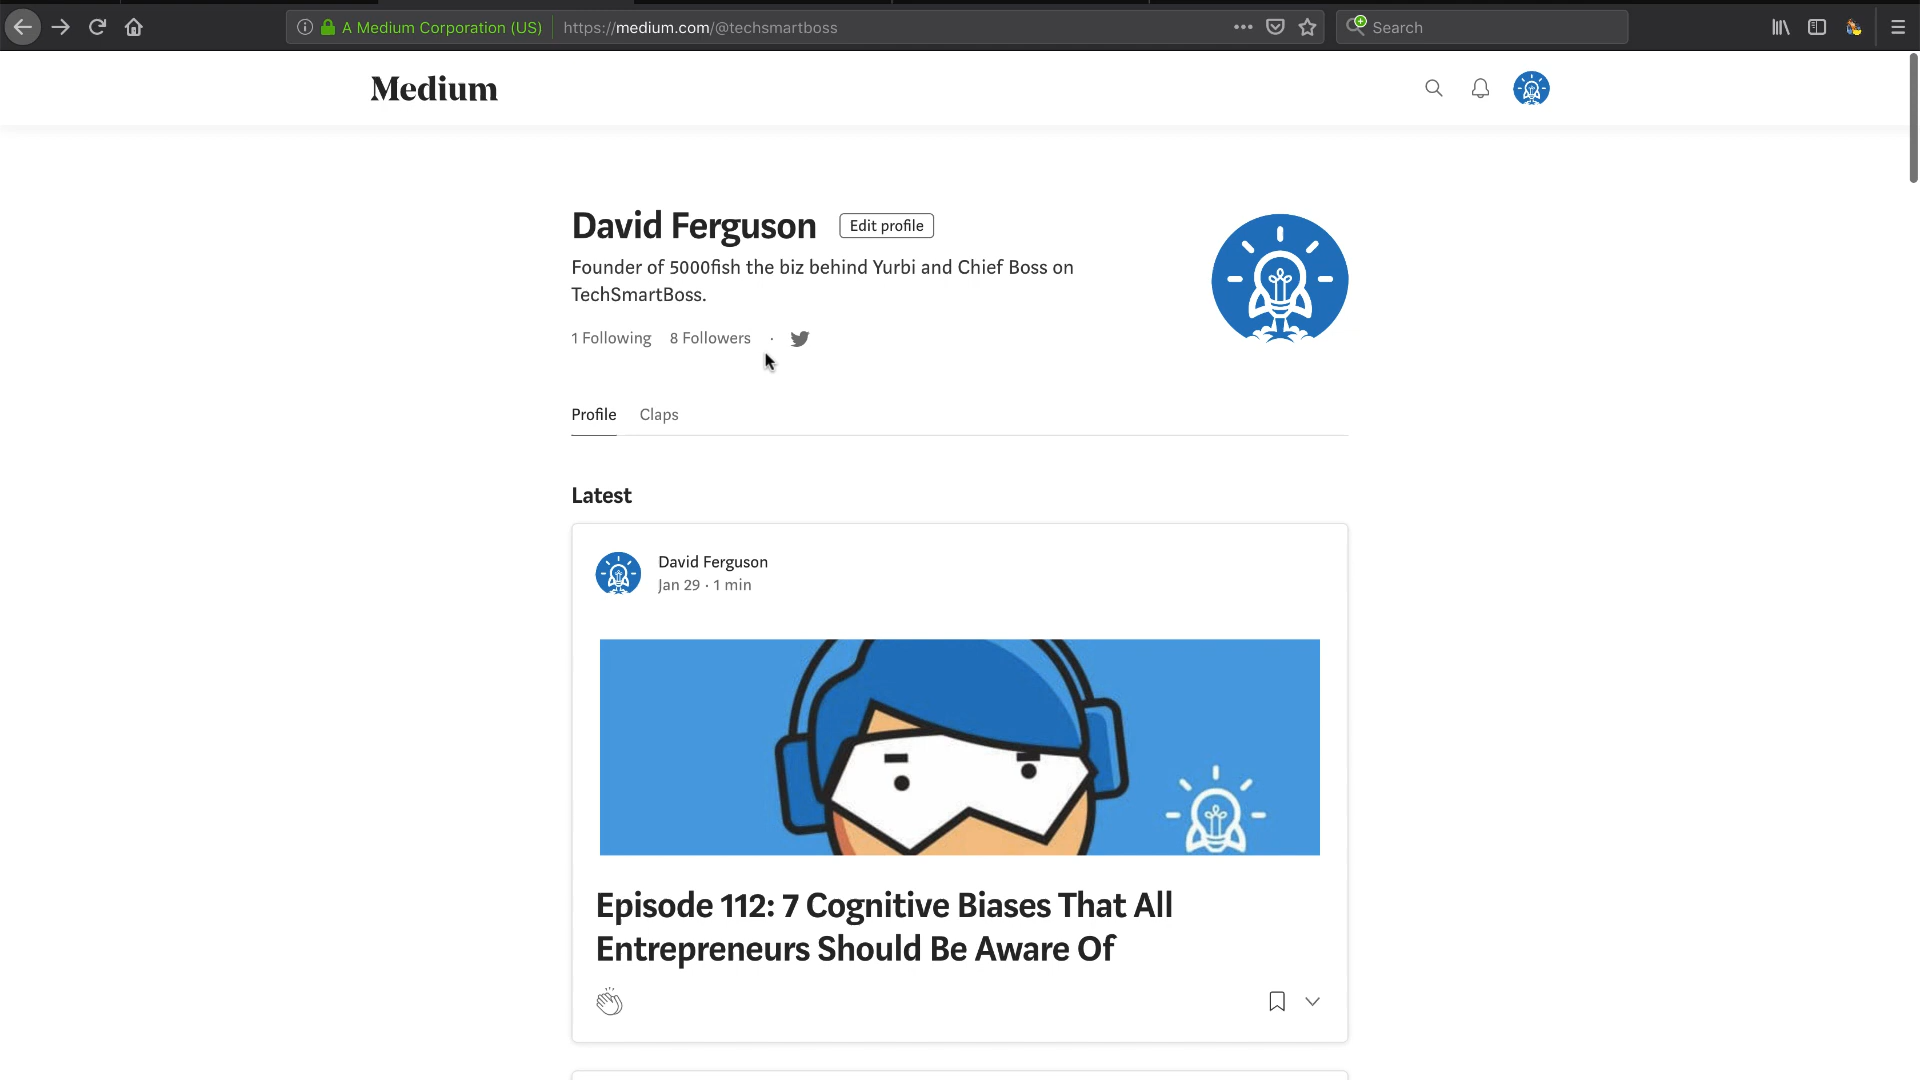 A Medium Corporation (US)
https://medium.com/@techsmartboss
Search
Medium
David Ferguson
Edit profile
Founder of 5000fish the biz behind Yurbi and Chief Boss on
TechSmartBoss.
1 Following 8 Followers ·
Profile Claps
Latest
David Ferguson
Jan 29 · 1 min
Episode 112: 7 Cognitive Biases That All
Entrepreneurs Should Be Aware Of